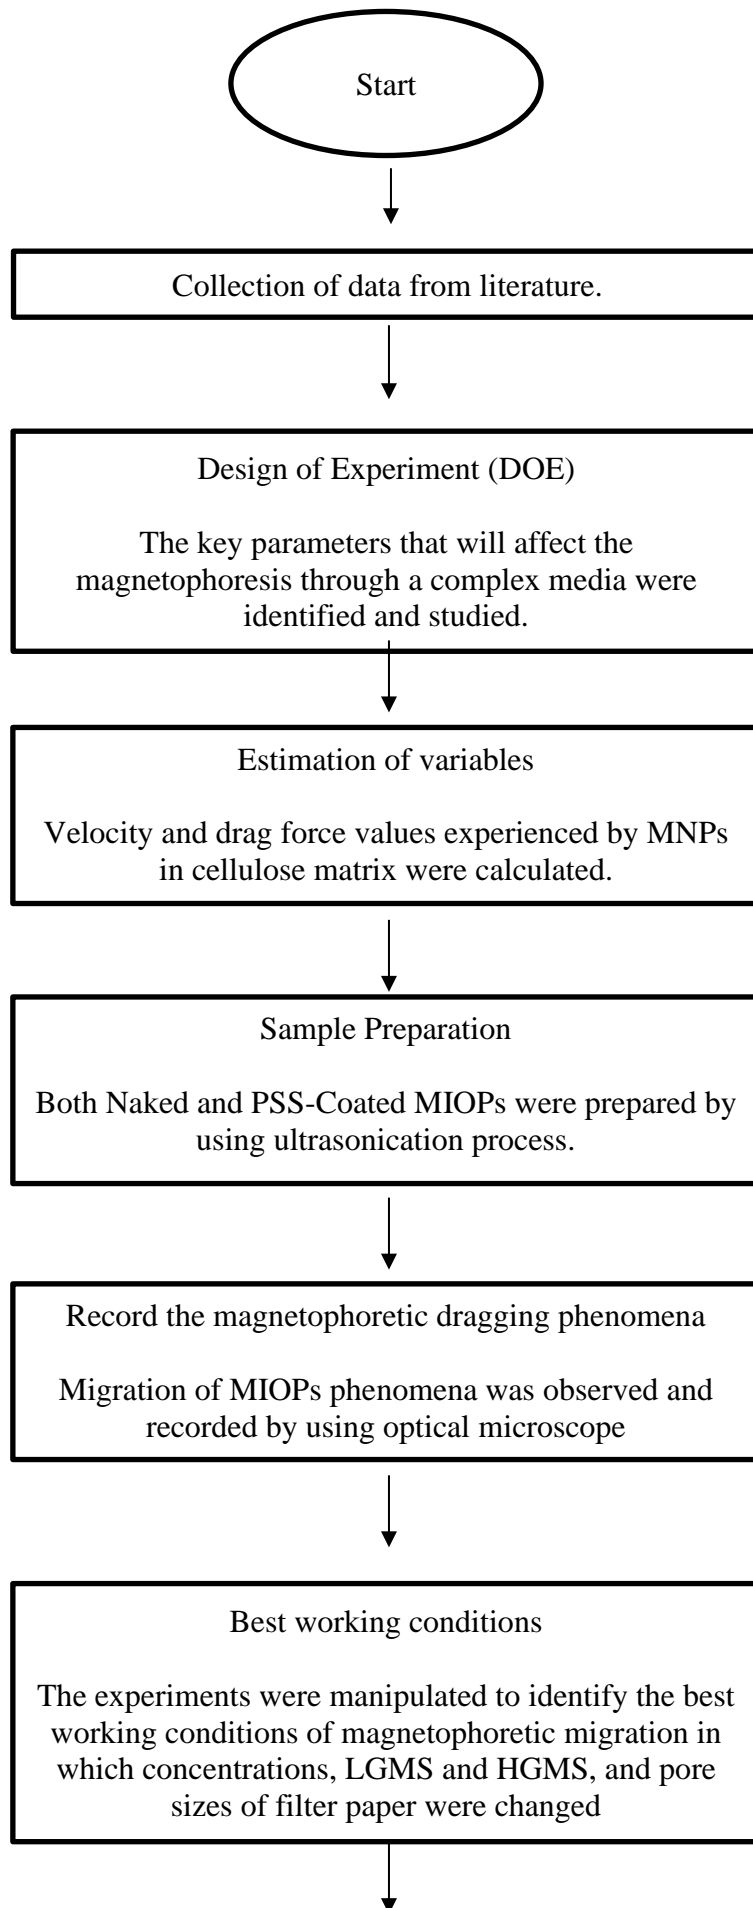 Start
Collection of data from literature.
Design of Experiment (DOE)
The key parameters that will affect the
magnetophoresis through a complex media were
identified and studied.
Estimation of variables
Velocity and drag force values experienced by MNPs
in cellulose matrix were calculated.
Sample Preparation
Both Naked and PSS-Coated MIOPs were prepared by
using ultrasonication process.
Record the magnetophoretic dragging phenomena
Migration of MIOPs phenomena was observed and
recorded by using optical microscope
Best working conditions
The experiments were manipulated to identify the best
working conditions of magnetophoretic migration in
which concentrations, LGMS and HGMS, and pore
sizes of filter paper were changed